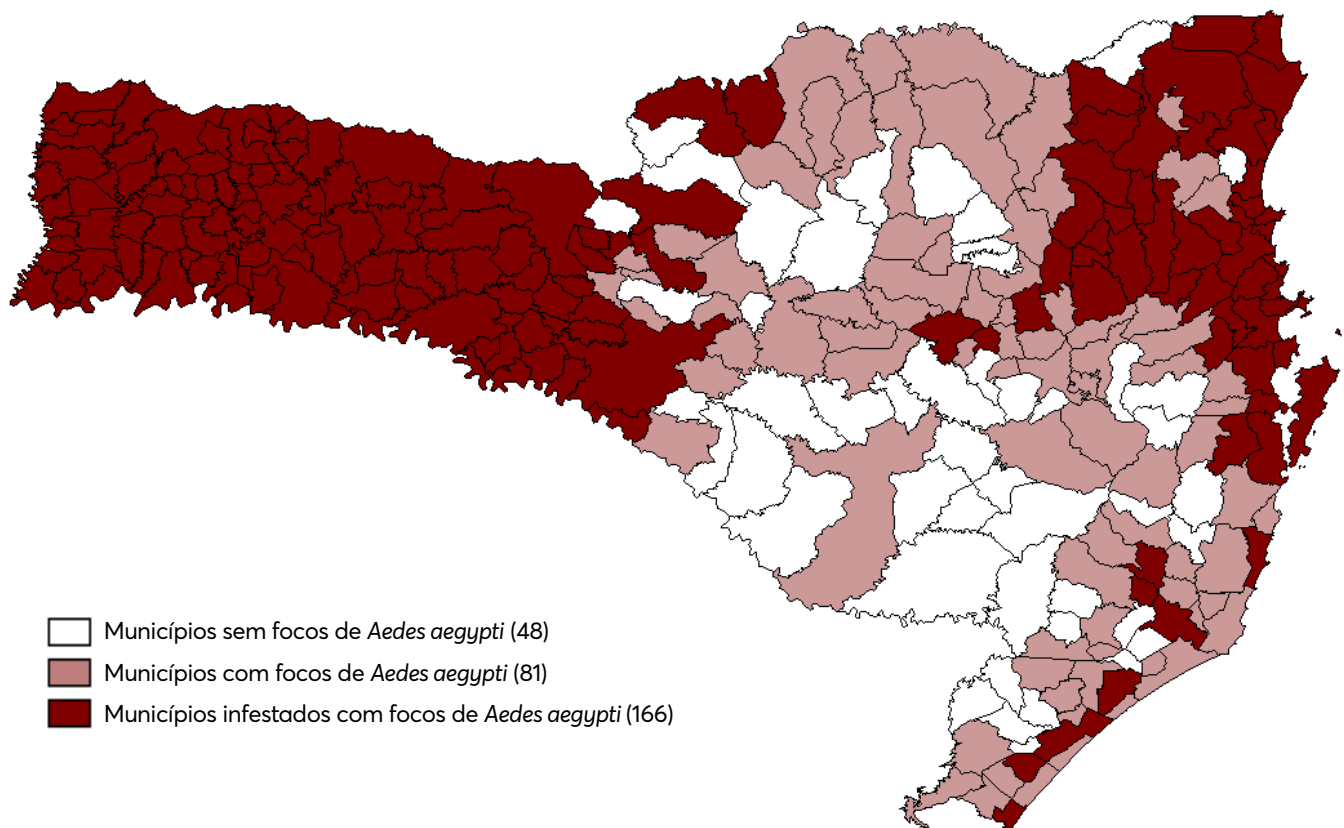 Municípios sem focos de Aedes aegypti (48)
Municípios com focos de Aedes aegypti (81)
Municípios infestados com focos de Aedes aegypti (166)